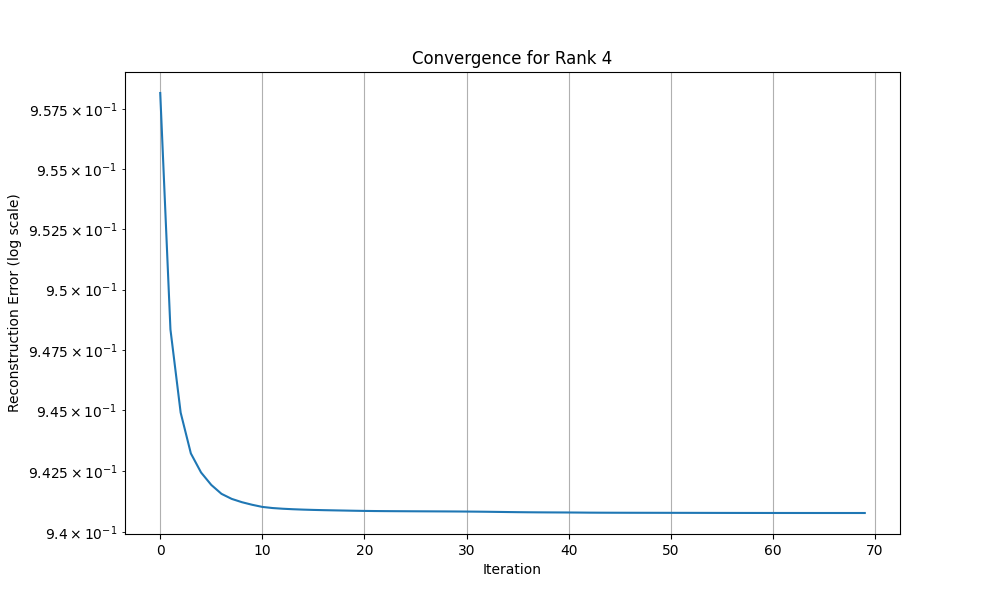 Convergence for Rank 4
Reconstruction Error (log scale)
9.575 × 10⁻¹
9.55 × 10⁻¹
9.525 × 10⁻¹
9.5 × 10⁻¹
9.475 × 10⁻¹
9.45 × 10⁻¹
9.425 × 10⁻¹
9.4 × 10⁻¹
0 10 20 30 40 50 60 70
Iteration